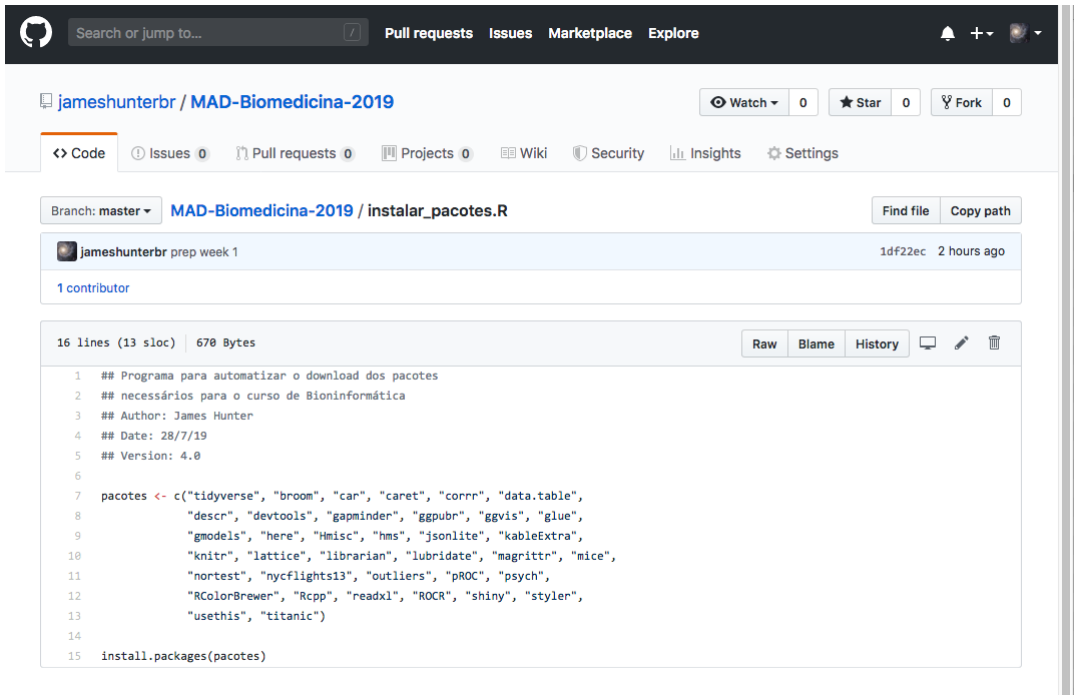 Search or jump to... /
Pull requests Issues Marketplace Explore
jameshunterbr / MAD-Biomedicina-2019
Watch 0 Star 0 Fork 0
<> Code Issues 0 Pull requests 0 Projects 0 Wiki Security Insights Settings
Branch: master MAD-Biomedicina-2019 / instalar_pacotes.R Find file Copy path
jameshunterbr prep week 1 1df22ec 2 hours ago
1 contributor
16 lines (13 sloc) 670 Bytes Raw Blame History
1 ## Programa para automatizar o download dos pacotes
2 ## necessários para o curso de Bioninformática
3 ## Author: James Hunter
4 ## Date: 28/7/19
5 ## Version: 4.0
6
7 pacotes <- c("tidyverse", "broom", "car", "caret", "corrr", "data.table",
8 "descr", "devtools", "gapminder", "ggpubr", "ggvis", "glue",
9 "gmodels", "here", "Hmisc", "hms", "jsonlite", "kableExtra",
10 "knitr", "lattice", "librarian", "lubridate", "magrittr", "mice",
11 "nortest", "nycflights13", "outliers", "pROC", "psych",
12 "RColorBrewer", "Rcpp", "readxl", "ROCR", "shiny", "styler",
13 "usethis", "titanic")
14
15 install.packages(pacotes)